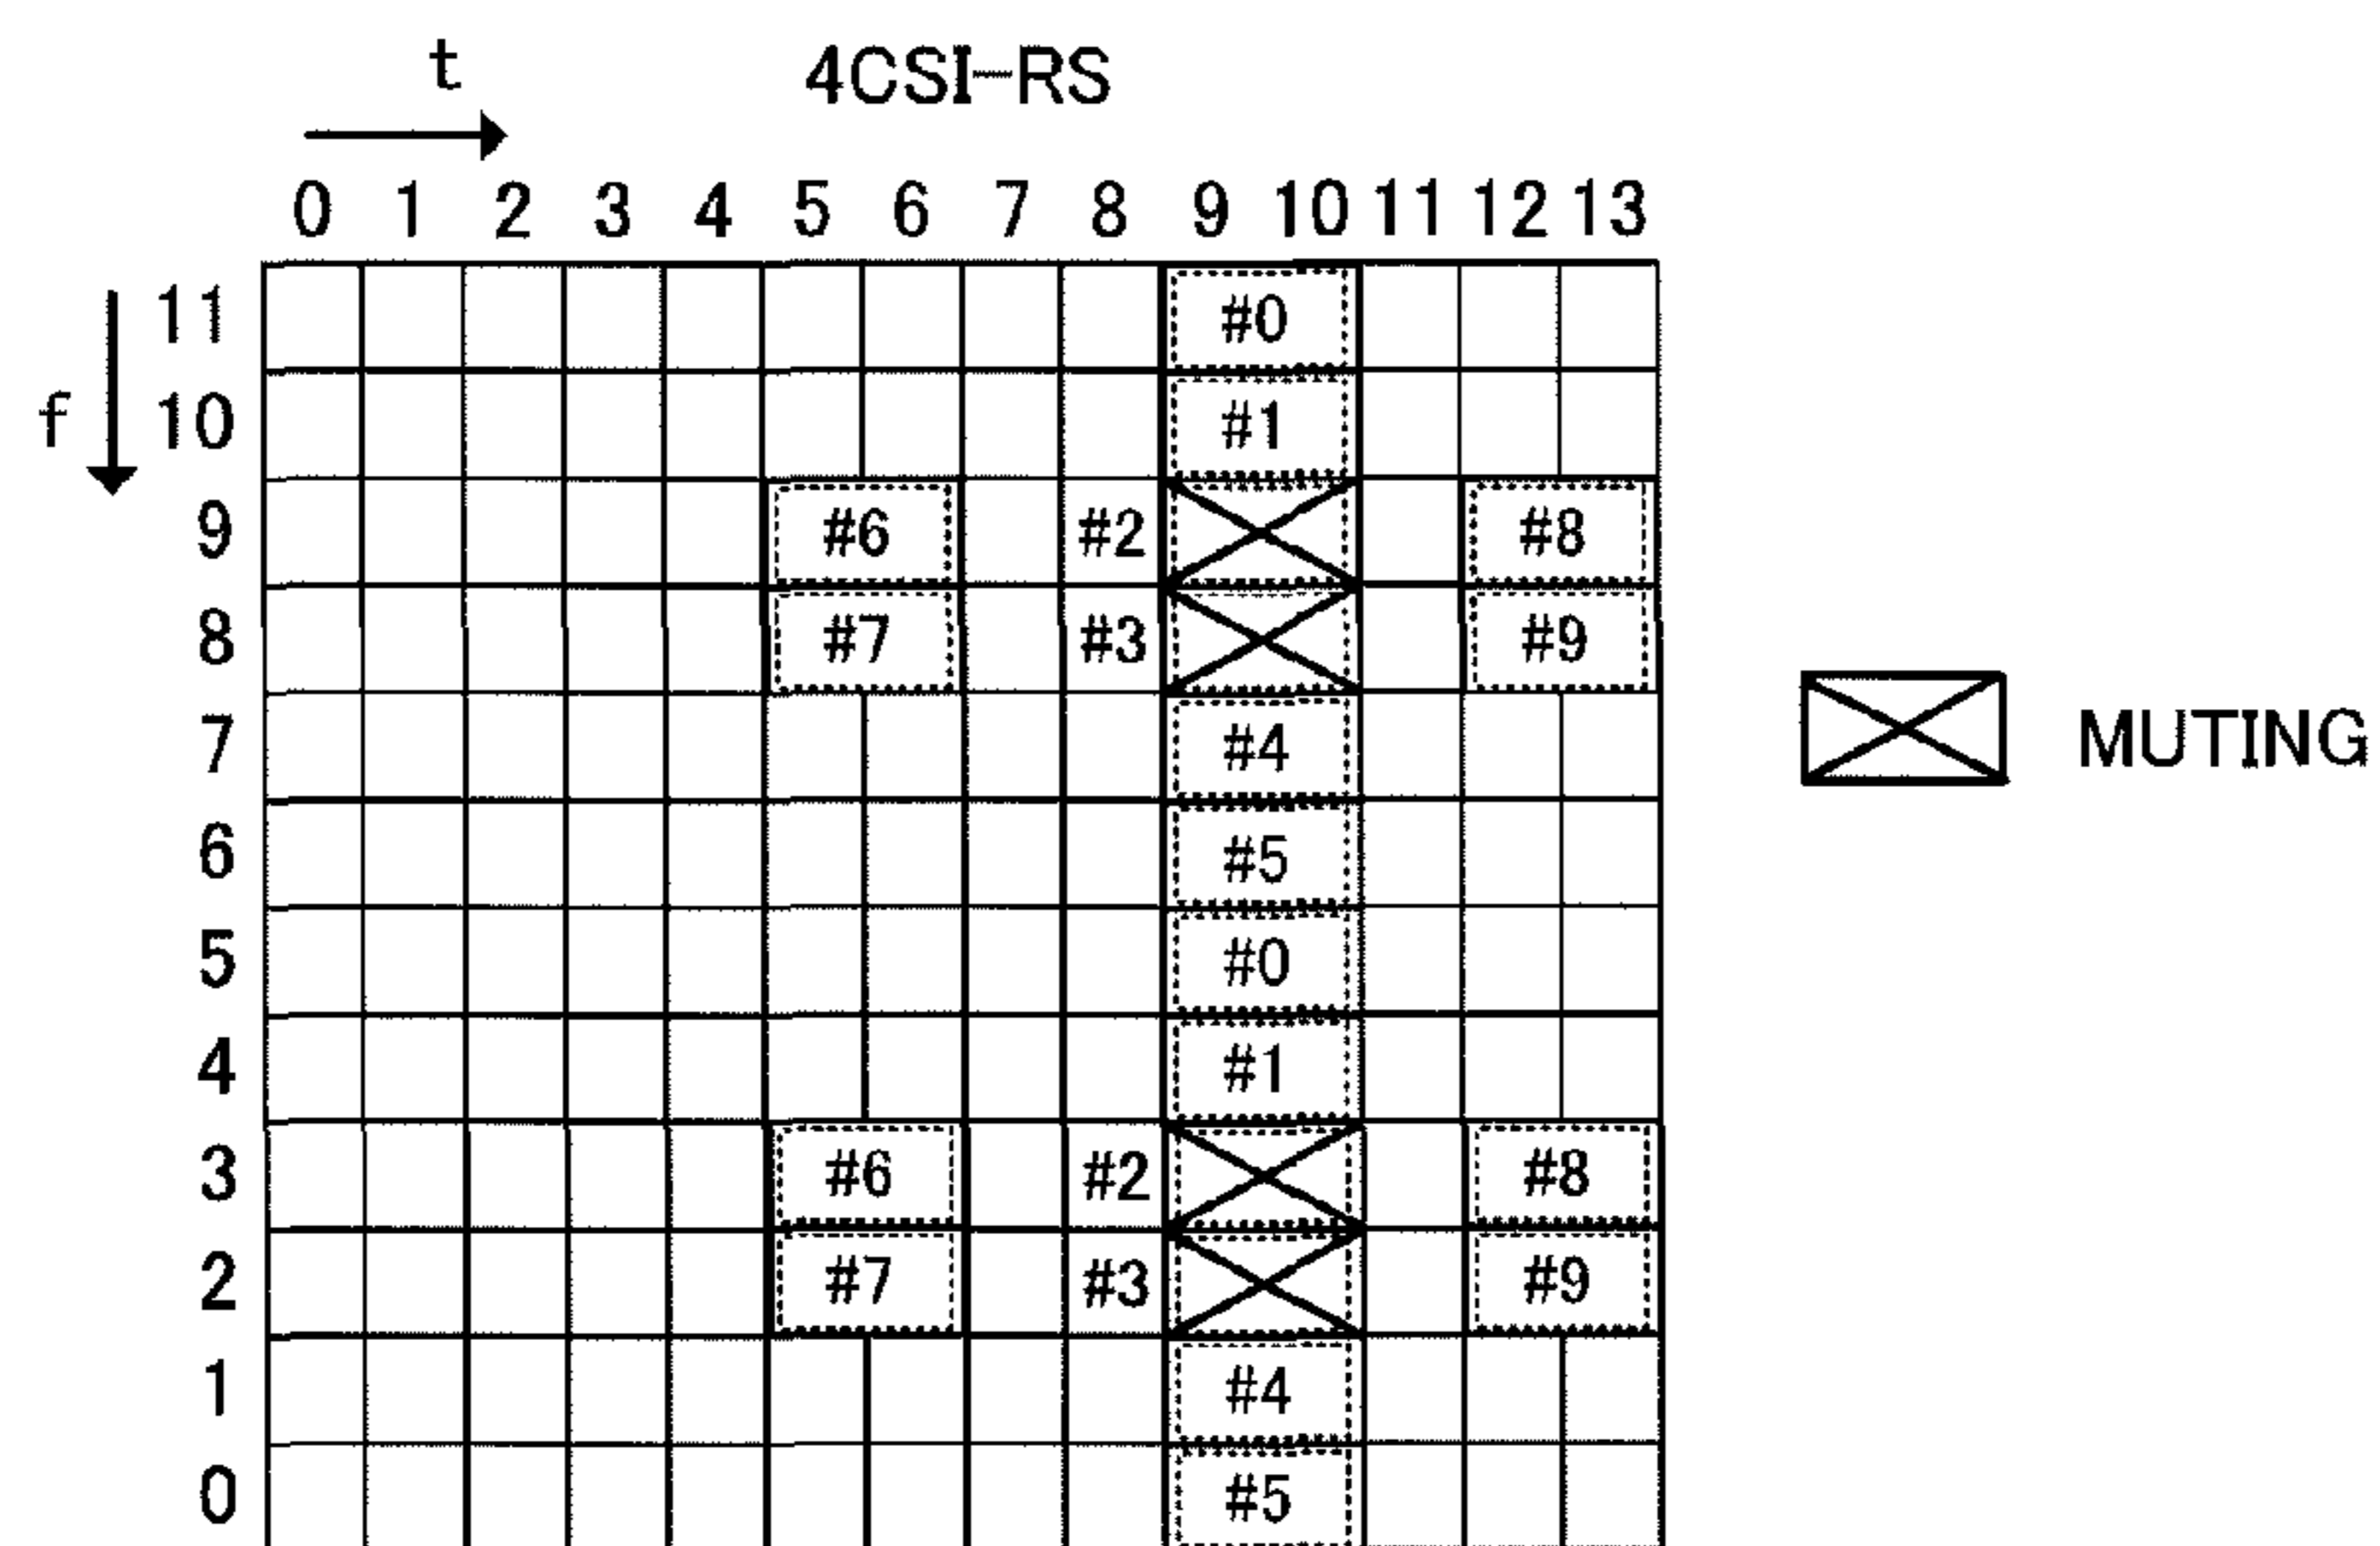 t 4CSI-RS
0 1 2 3 4 5 6 7 8 9 10 11 12 13
11 #0
f 10 #1
9 #6 #2 #8
8 #7 #3 #9
7 #4 MUTING
6 #5
5 #0
4 #1
3 #6 #2 #8
2 #7 #3 #9
1 #4
0 #5